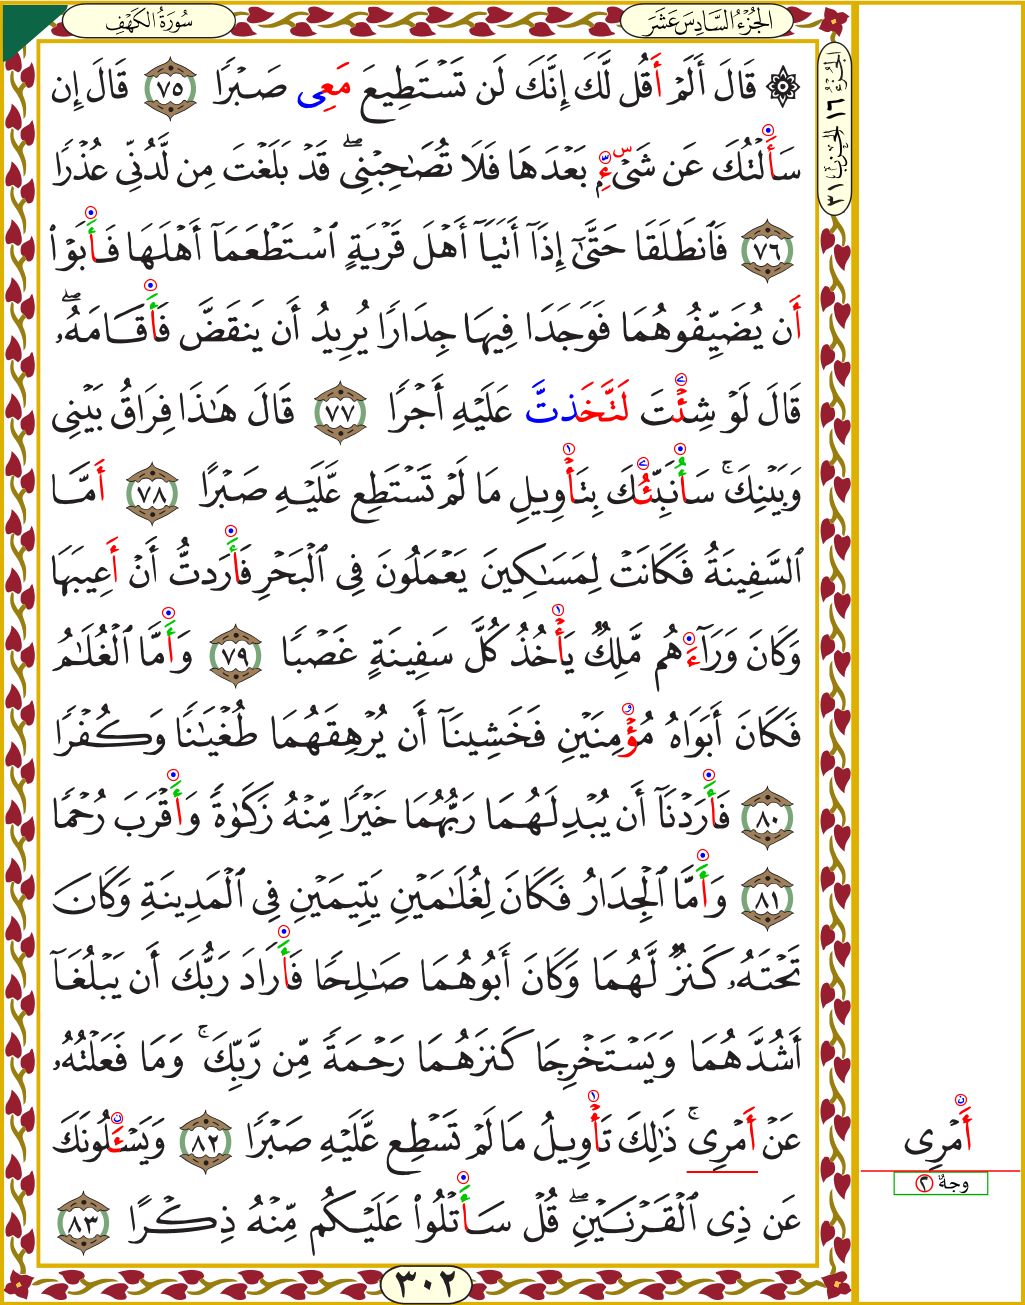 الجُزْءُ السَّادِسَ عَشَرَ
سُورَةُ الكَهْفِ
الجزء ١٦ الحزب ٣١
۞ قَالَ أَلَمْ أَقُل لَّكَ إِنَّكَ لَن تَسْتَطِيعَ مَعِى صَبْرًا ٧٥ قَالَ إِن
سَأَلْتُكَ عَن شَىْءٍۭ بَعْدَهَا فَلَا تُصَٰحِبْنِى ۖ قَدْ بَلَغْتَ مِن لَّدُنِّى عُذْرًا
٧٦ فَٱنطَلَقَا حَتَّىٰٓ إِذَآ أَتَيَآ أَهْلَ قَرْيَةٍ ٱسْتَطْعَمَآ أَهْلَهَا فَأَبَوْا۟
أَن يُضَيِّفُوهُمَا فَوَجَدَا فِيهَا جِدَارًا يُرِيدُ أَن يَنقَضَّ فَأَقَامَهُۥ ۖ
قَالَ لَوْ شِئْتَ لَتَّخَذتَّ عَلَيْهِ أَجْرًا ٧٧ قَالَ هَٰذَا فِرَاقُ بَيْنِى
وَبَيْنِكَ ۚ سَأُنَبِّئُكَ بِتَأْوِيلِ مَا لَمْ تَسْتَطِع عَّلَيْهِ صَبْرًا ٧٨ أَمَّا
ٱلسَّفِينَةُ فَكَانَتْ لِمَسَٰكِينَ يَعْمَلُونَ فِى ٱلْبَحْرِ فَأَرَدتُّ أَنْ أَعِيبَهَا
وَكَانَ وَرَآءَهُم مَّلِكٌ يَأْخُذُ كُلَّ سَفِينَةٍ غَصْبًا ٧٩ وَأَمَّا ٱلْغُلَٰمُ
فَكَانَ أَبَوَاهُ مُؤْمِنَيْنِ فَخَشِينَآ أَن يُرْهِقَهُمَا طُغْيَٰنًا وَكُفْرًا
٨٠ فَأَرَدْنَآ أَن يُبْدِلَهُمَا رَبُّهُمَا خَيْرًا مِّنْهُ زَكَوٰةً وَأَقْرَبَ رُحْمًا
٨١ وَأَمَّا ٱلْجِدَارُ فَكَانَ لِغُلَٰمَيْنِ يَتِيمَيْنِ فِى ٱلْمَدِينَةِ وَكَانَ
تَحْتَهُۥ كَنزٌ لَّهُمَا وَكَانَ أَبُوهُمَا صَٰلِحًا فَأَرَادَ رَبُّكَ أَن يَبْلُغَآ
أَشُدَّهُمَا وَيَسْتَخْرِجَا كَنزَهُمَا رَحْمَةً مِّن رَّبِّكَ ۚ وَمَا فَعَلْتُهُۥ
عَنْ أَمْرِى ۚ ذَٰلِكَ تَأْوِيلُ مَا لَمْ تَسْطِع عَّلَيْهِ صَبْرًا ٨٢ وَيَسْـَٔلُونَكَ
عَن ذِى ٱلْقَرْنَيْنِ ۖ قُلْ سَأَتْلُوا۟ عَلَيْكُم مِّنْهُ ذِكْرًا ٨٣
أَمْرِى
وجهٌ ٢
٣٠٢